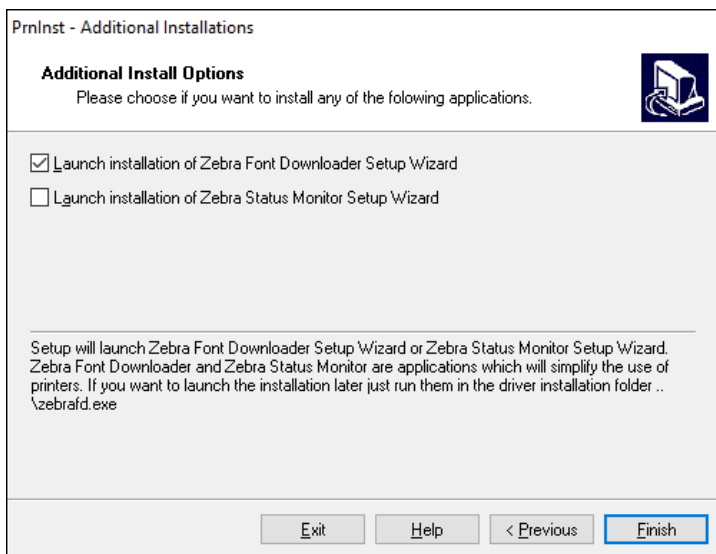 PrnInst - Additional Installations
Additional Install Options
Please choose if you want to install any of the folowing applications.
Launch installation of Zebra Font Downloader Setup Wizard
Launch installation of Zebra Status Monitor Setup Wizard
Setup will launch Zebra Font Downloader Setup Wizard or Zebra Status Monitor Setup Wizard.
Zebra Font Downloader and Zebra Status Monitor are applications which will simplify the use of
printers. If you want to launch the installation later just run them in the driver installation folder ..
\zebrafd.exe
Exit
Help
< Previous
Finish